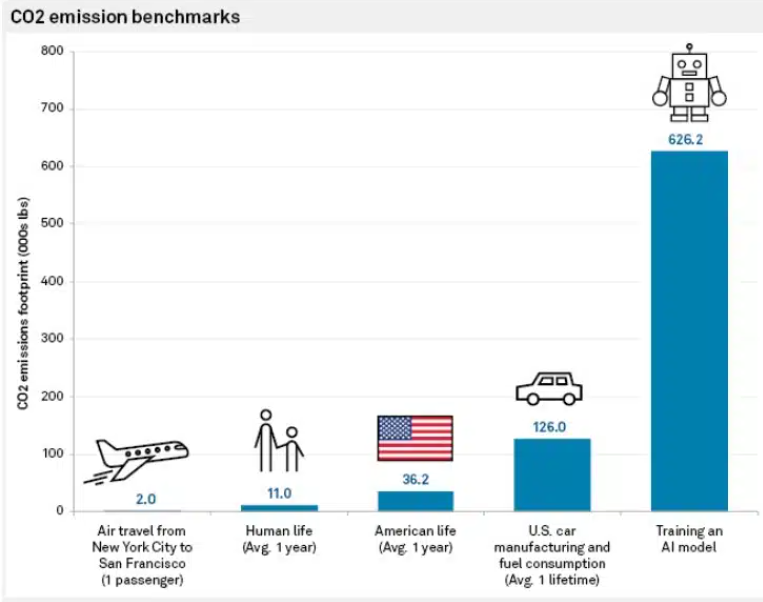 CO2 emission benchmarks
CO2 emissions footprint (000s lbs)
800
700
600
500
400
300
200
100
0
2.0
11.0
36.2
126.0
626.2
Air travel from
New York City to
San Francisco
(1 passenger)
Human life
(Avg. 1 year)
American life
(Avg. 1 year)
U.S. car
manufacturing and
fuel consumption
(Avg. 1 lifetime)
Training an
AI model